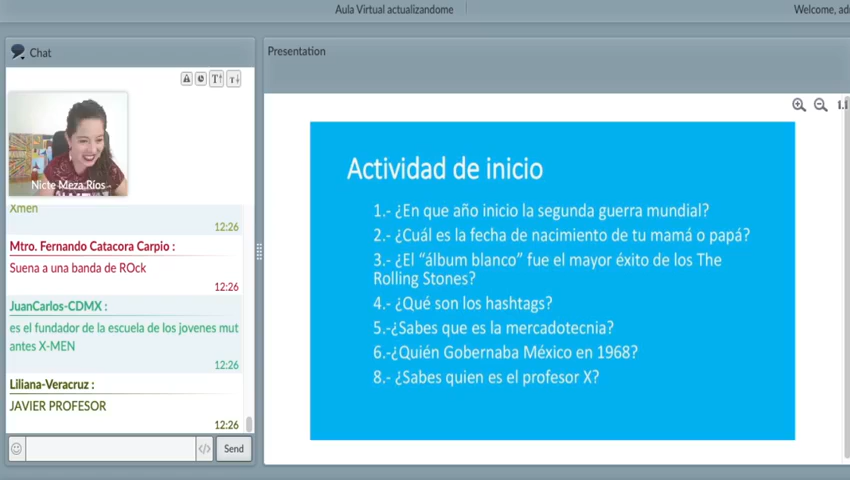 Aula Virtual actualizandome
Welcome, ad
Chat
Nicte Meza Ríos
Xmen
12:26
Mtro. Fernando Catacora Carpio :
Suena a una banda de ROck
12:26
JuanCarlos-CDMX :
es el fundador de la escuela de los jovenes mut
antes X-MEN
12:26
Liliana-Veracruz :
JAVIER PROFESOR
12:26
Send
Presentation
1.1
Actividad de inicio
1.- ¿En que año inicio la segunda guerra mundial?
2.- ¿Cuál es la fecha de nacimiento de tu mamá o papá?
3.- ¿El “álbum blanco” fue el mayor éxito de los The
Rolling Stones?
4.- ¿Qué son los hashtags?
5.-¿Sabes que es la mercadotecnia?
6.-¿Quién Gobernaba México en 1968?
8.- ¿Sabes quien es el profesor X?